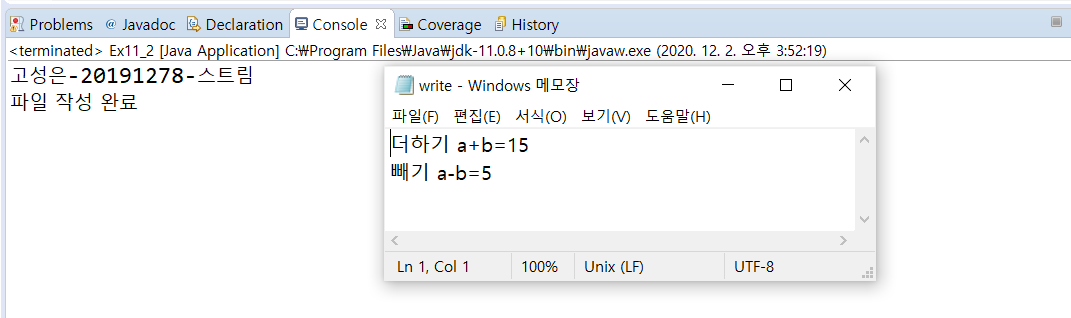 Problems @ Javadoc Declaration Console Coverage History
<terminated> Ex11_2 [Java Application] C:₩Program Files₩Java₩jdk-11.0.8+10₩bin₩javaw.exe (2020. 12. 2. 오후 3:52:19)
고성은-20191278-스트림
파일 작성 완료
write - Windows 메모장
파일(F) 편집(E) 서식(O) 보기(V) 도움말(H)
더하기 a+b=15
빼기 a-b=5
Ln 1, Col 1 100% Unix (LF) UTF-8